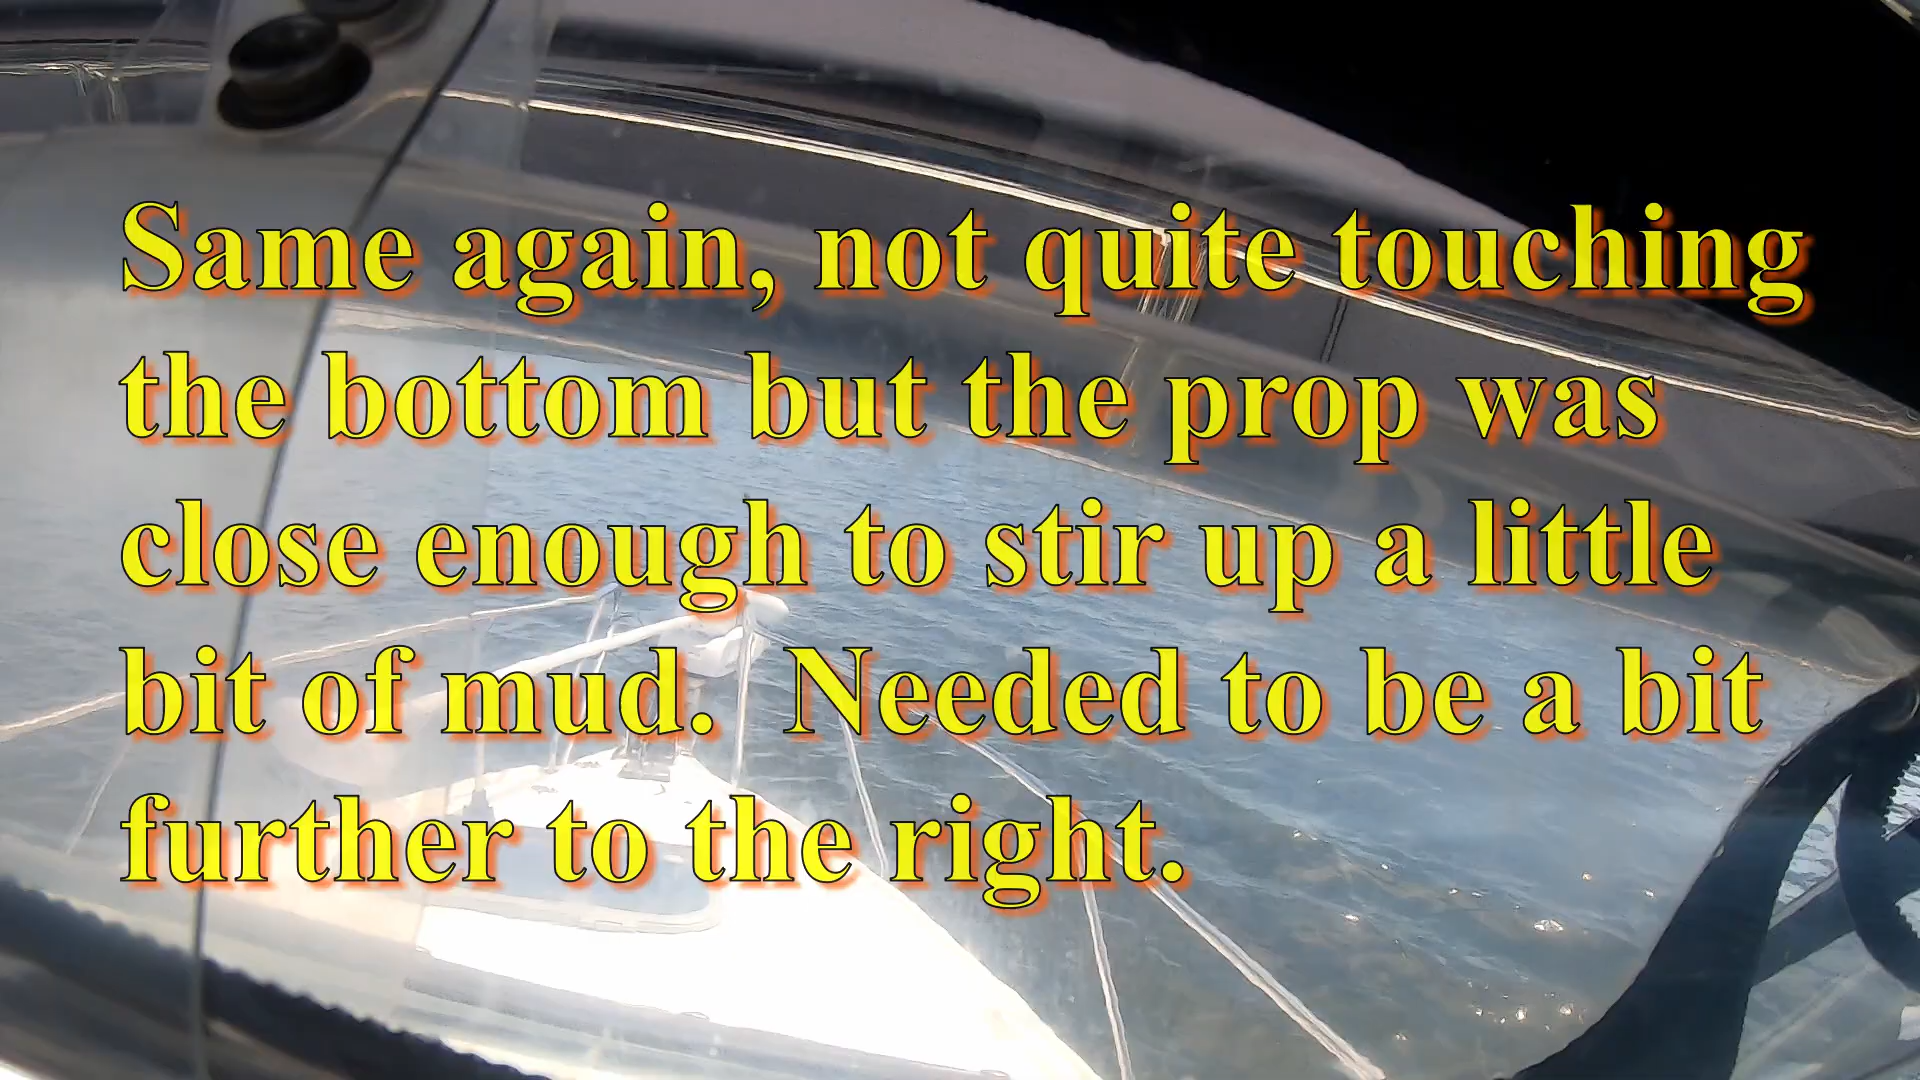 Same again, not quite touching
the bottom but the prop was
close enough to stir up a little
bit of mud.  Needed to be a bit
further to the right.